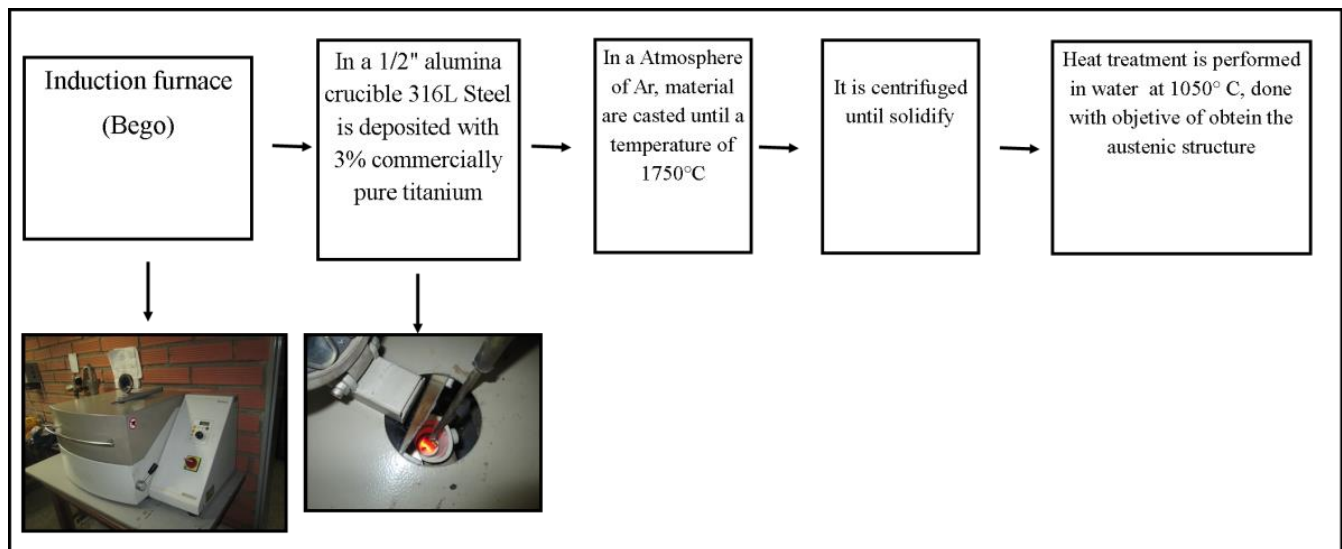 Induction furnace
(Bego)
In a 1/2" alumina
crucible 316L Steel
is deposited with
3% commercially
pure titanium
In a Atmosphere
of Ar, material
are casted until a
temperature of
1750°C
It is centrifuged
until solidify
Heat treatment is performed
in water at 1050° C, done
with objetive of obtein the
austenic structure